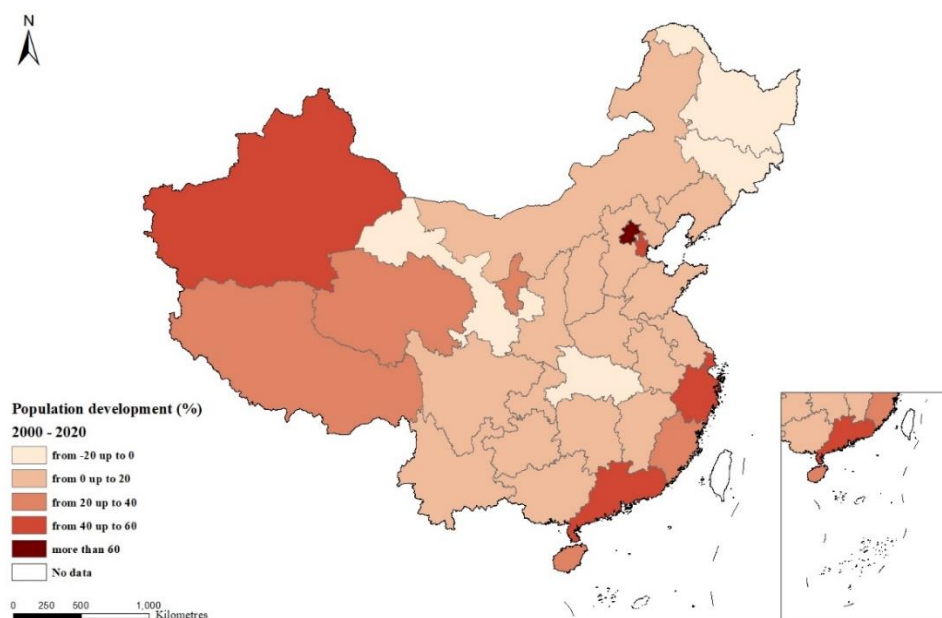 N
Population development (%)
2000 - 2020
from -20 up to 0
from 0 up to 20
from 20 up to 40
from 40 up to 60
more than 60
No data
0 250 500 1,000
Kilometres